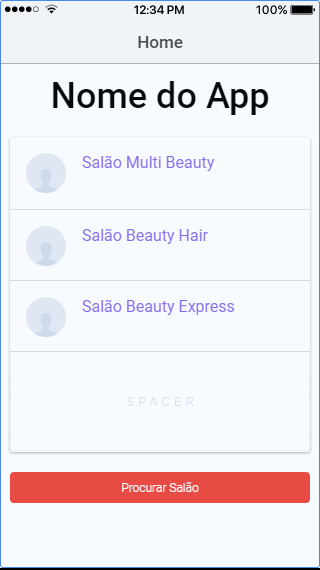 12:34 PM 100%
Home
Nome do App
Salão Multi Beauty
Salão Beauty Hair
Salão Beauty Express
SPACER
Procurar Salão